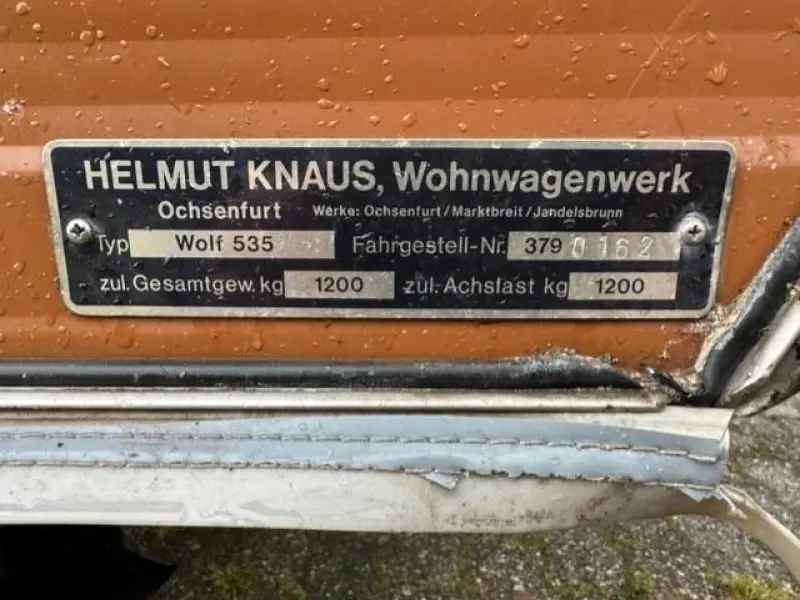 HELMUT KNAUS, Wohnwagenwerk
Ochsenfurt Werke: Ochsenfurt/Marktbreit/Jandelsbrunn
Typ Wolf 535 Fahrgestell-Nr. 379 0162
zul. Gesamtgew. kg 1200 zul. Achslast kg 1200